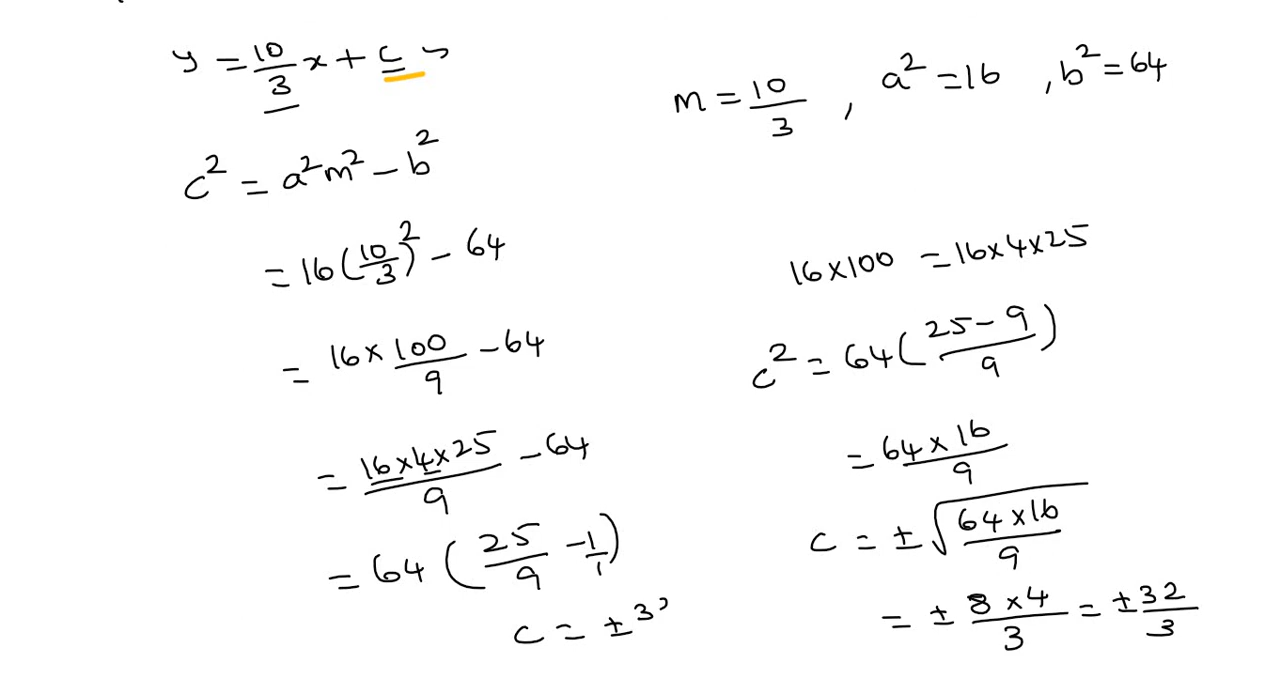 y = 10/3 x + c
c² = a²m² - b²
= 16(10/3)² - 64
= 16 × 100/9 - 64
= 16×4×25/9 - 64
= 64 (25/9 - 1/1)
c = ±3
m = 10/3 , a² = 16 , b² = 64
16×100 = 16×4×25
c² = 64(25-9/9)
= 64×16/9
c = ±√64×16/9
= ± 8×4/3 = ±32/3